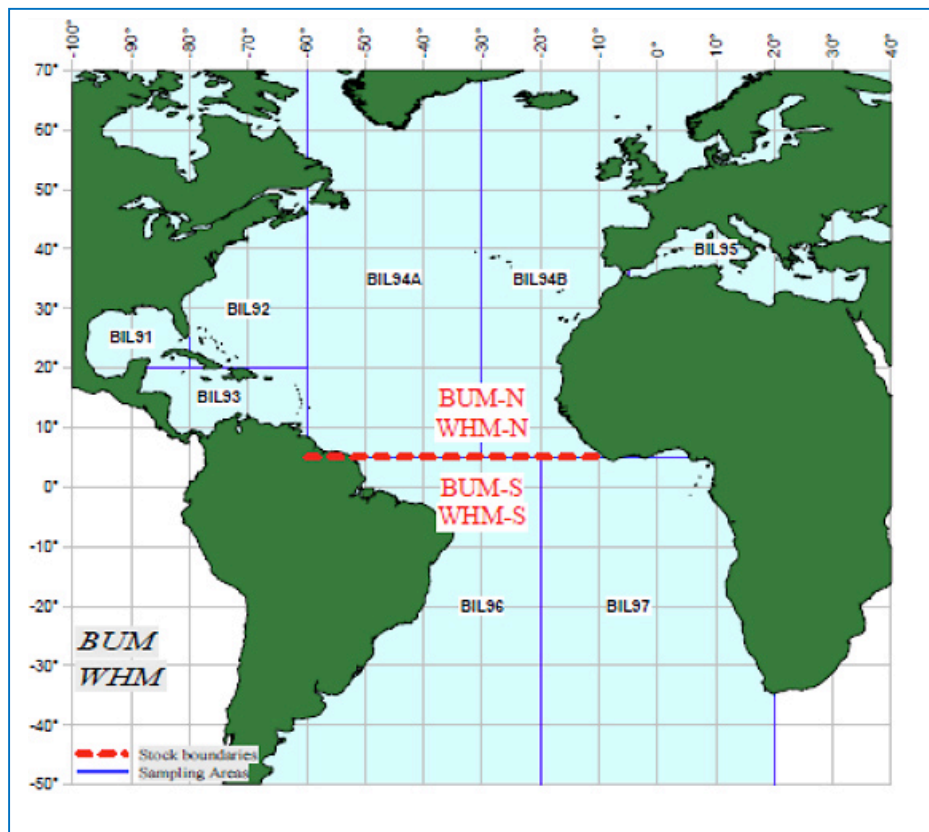 -100° -90° -80° -70° -60° -50° -40° -30° -20° -10° 0° 10° 20° 30° 40°
70°
60°
50°
40°
30°
20°
10°
0°
-10°
-20°
-30°
-40°
-50°
BIL95
BIL94A
BIL94B
BIL92
BIL91
BIL93
BUM-N
WHM-N
BUM-S
WHM-S
BIL96
BIL97
BUM
WHM
Stock boundaries
Sampling Areas